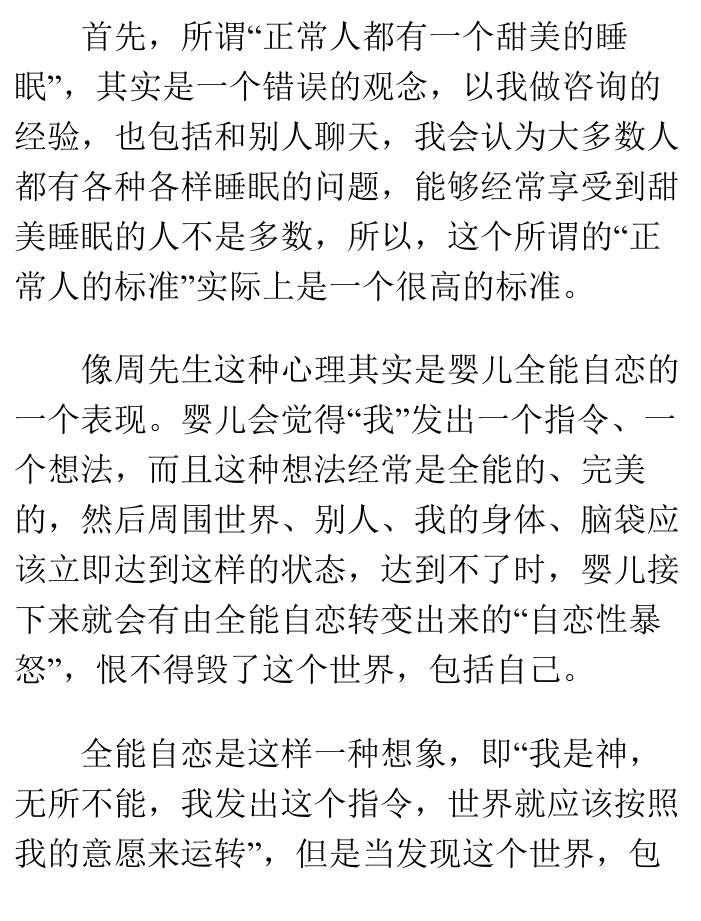 首先，所谓“正常人都有一个甜美的睡
眠”，其实是一个错误的观念，以我做咨询的
经验，也包括和别人聊天，我会认为大多数人
都有各种各样睡眠的问题，能够经常享受到甜
美睡眠的人不是多数，所以，这个所谓的“正
常人的标准”实际上是一个很高的标准。
像周先生这种心理其实是婴儿全能自恋的
一个表现。婴儿会觉得“我”发出一个指令、一
个想法，而且这种想法经常是全能的、完美
的，然后周围世界、别人、我的身体、脑袋应
该立即达到这样的状态，达到不了时，婴儿接
下来就会有由全能自恋转变出来的“自恋性暴
怒”，恨不得毁了这个世界，包括自己。
全能自恋是这样一种想象，即“我是神，
无所不能，我发出这个指令，世界就应该按照
我的意愿来运转”，但是当发现这个世界，包